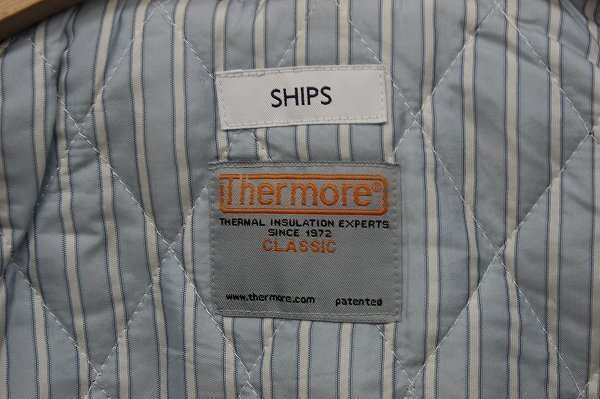 SHIPS
Thermore®
THERMAL INSULATION EXPERTS
SINCE 1972
CLASSIC
www.thermore.com patented